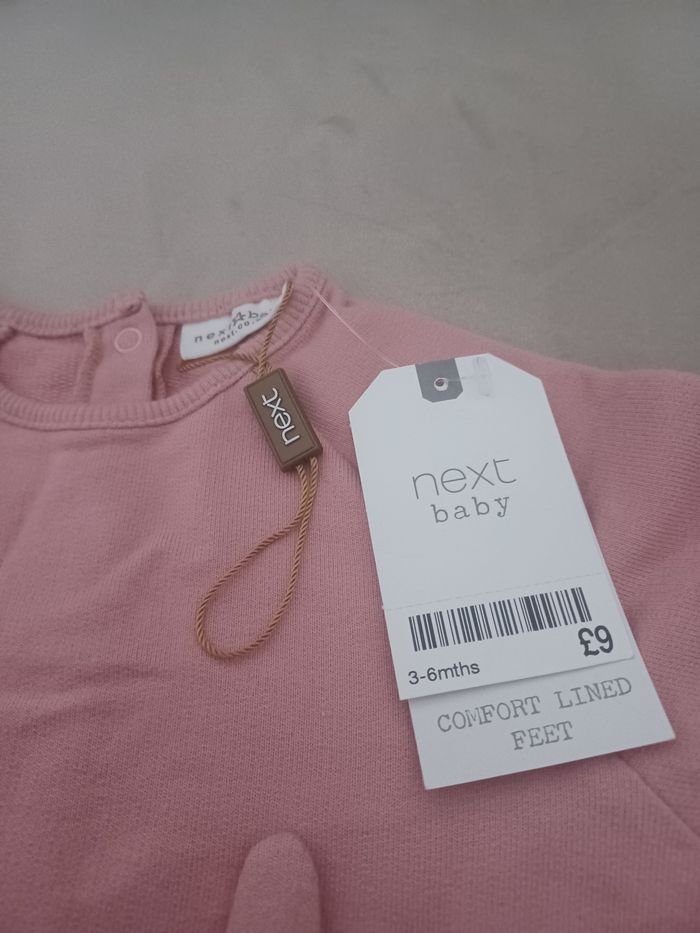 next
next
baby
£9
3-6mths
COMFORT LINED
FEET